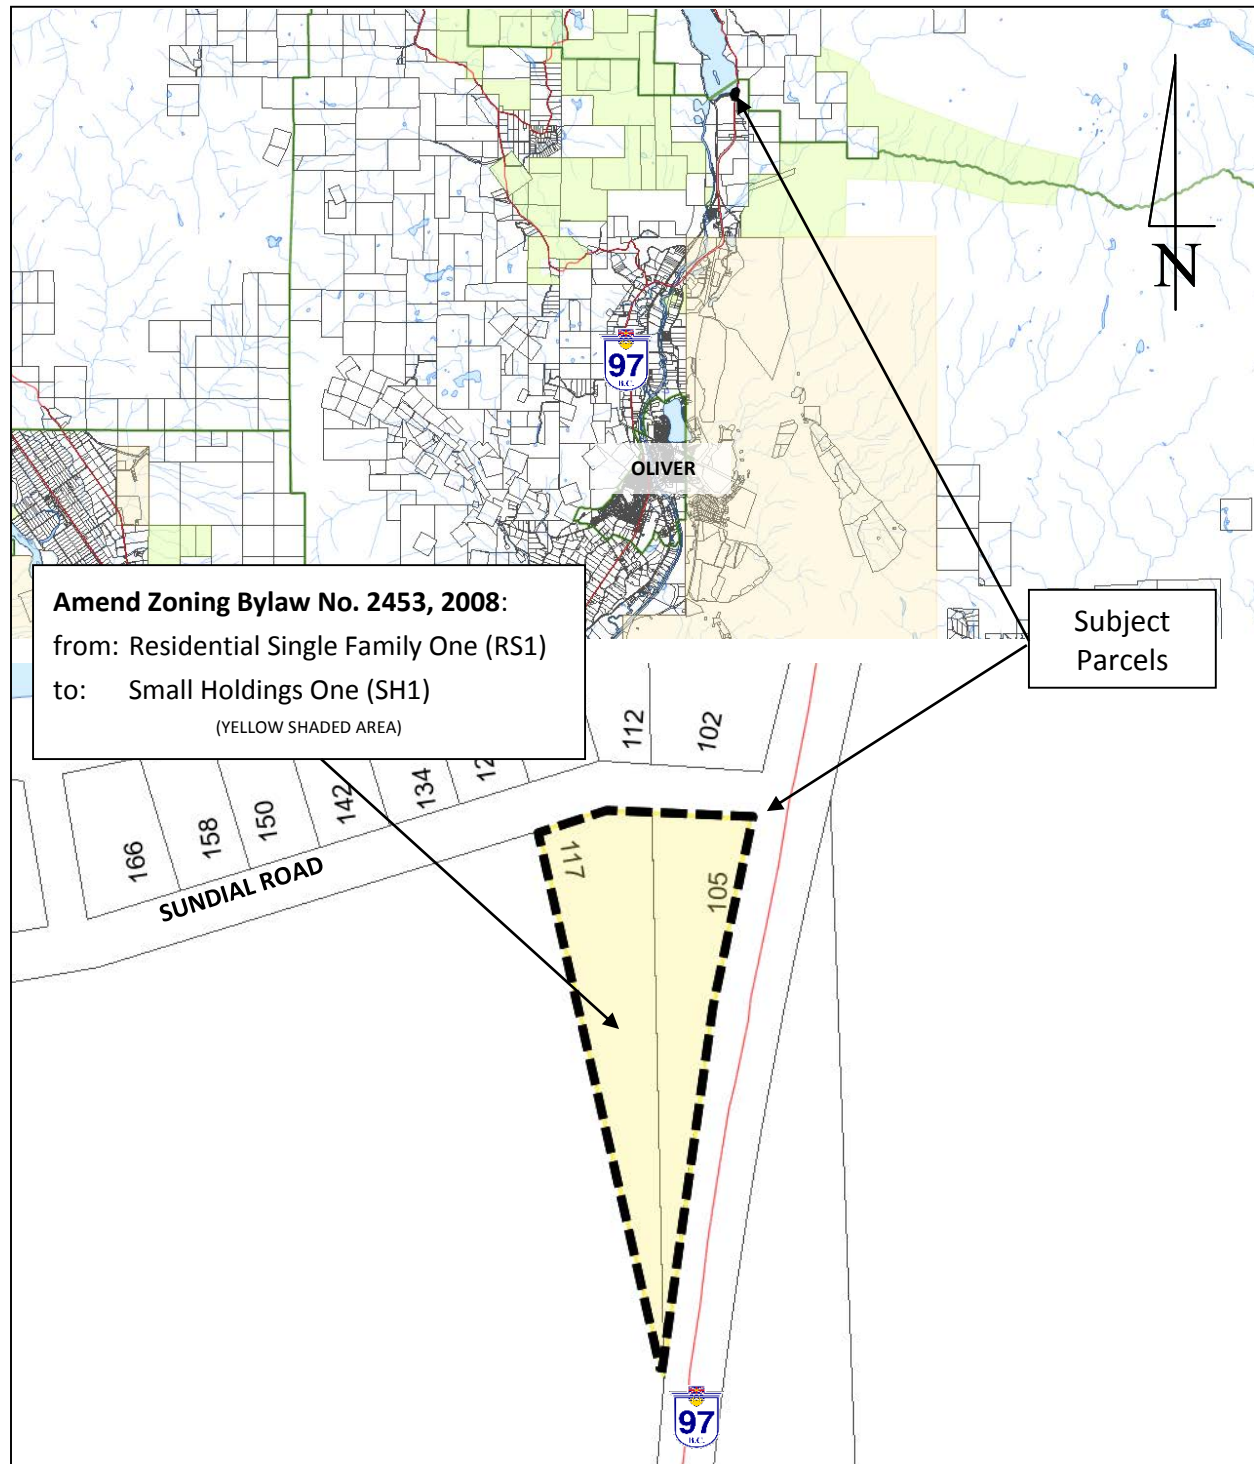 N
97
B.C.
OLIVER
Amend Zoning Bylaw No. 2453, 2008:
from: Residential Single Family One (RS1)
to: Small Holdings One (SH1)
(YELLOW SHADED AREA)
Subject
Parcels
112
102
134
142
150
158
166
SUNDIAL ROAD
117
105
97
B.C.